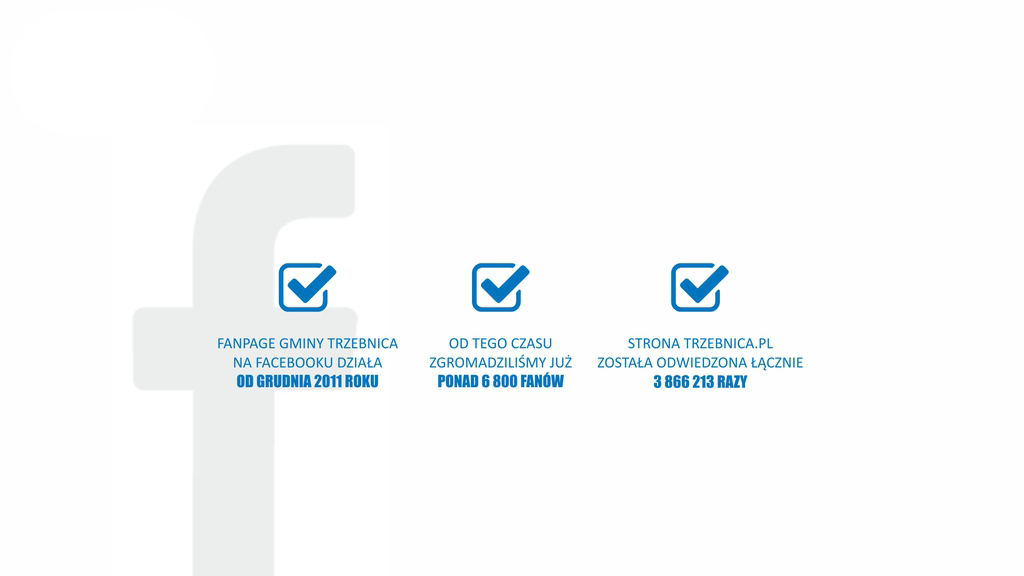 FANPAGE GMINY TRZEBNICA
NA FACEBOOKU DZIAŁA
OD GRUDNIA 2011 ROKU
OD TEGO CZASU
ZGROMADZILIŚMY JUŻ
PONAD 6 800 FANÓW
STRONA TRZEBNICA.PL
ZOSTAŁA ODWIEDZONA ŁĄCZNIE
3 866 213 RAZY